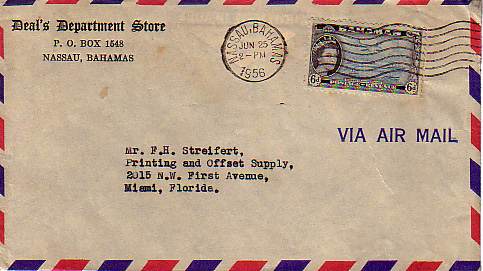 Deal's Department Store
P. O. BOX 1548
NASSAU, BAHAMAS
NASSAU, BAHAMAS
JUN 25
2-PM
1956
6d 6d
VIA AIR MAIL
Mr. F.H. Streifert,
Printing and Offset Supply,
2015 N.W. First Avenue,
Miami, Florida.